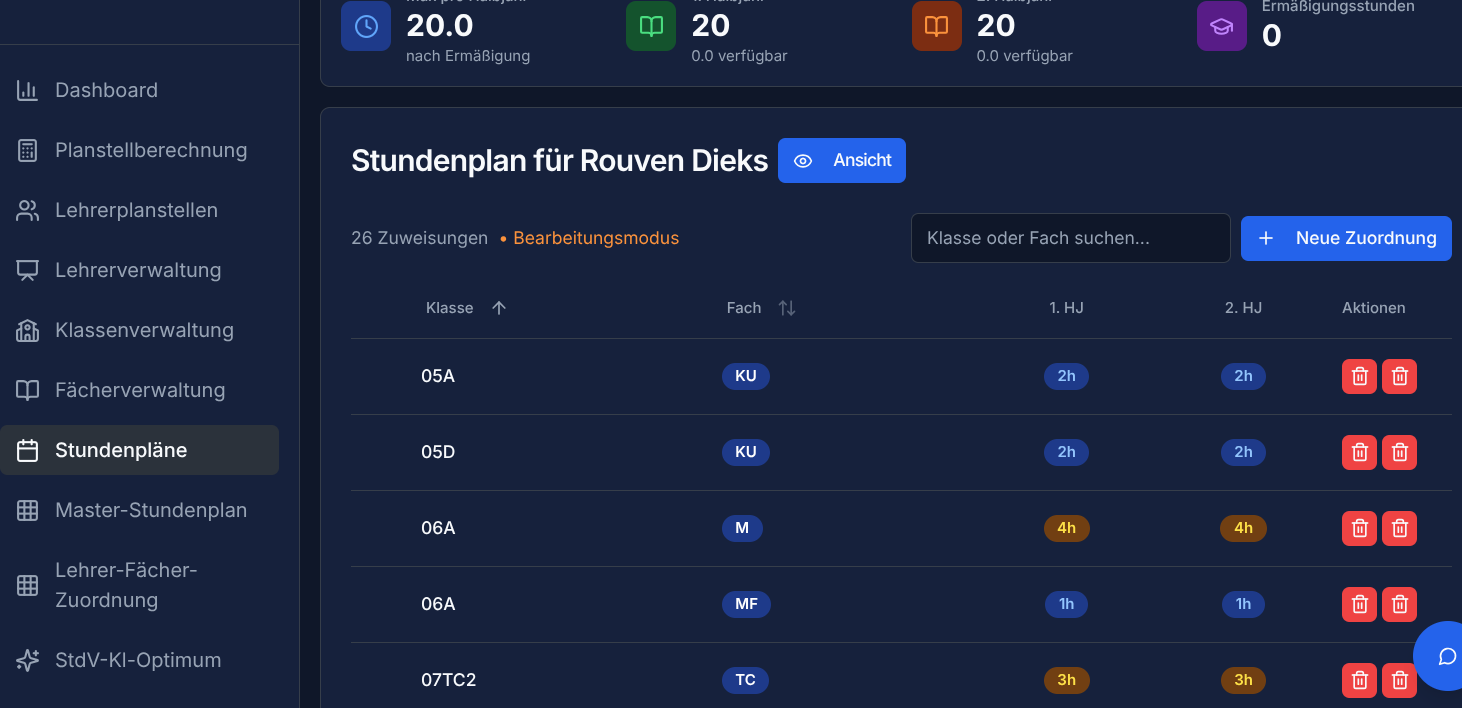 20.0
nach Ermäßigung
20
0.0 verfügbar
20
0.0 verfügbar
Ermäßigungsstunden
0
Dashboard
Planstellberechnung
Lehrerplanstellen
Lehrerverwaltung
Klassenverwaltung
Fächerverwaltung
Stundenpläne
Master-Stundenplan
Lehrer-Fächer-
Zuordnung
StdV-KI-Optimum
Stundenplan für Rouven Dieks
Ansicht
26 Zuweisungen • Bearbeitungsmodus
Klasse oder Fach suchen...
+ Neue Zuordnung
Klasse Fach 1. HJ 2. HJ Aktionen
05A KU 2h 2h
05D KU 2h 2h
06A M 4h 4h
06A MF 1h 1h
07TC2 TC 3h 3h